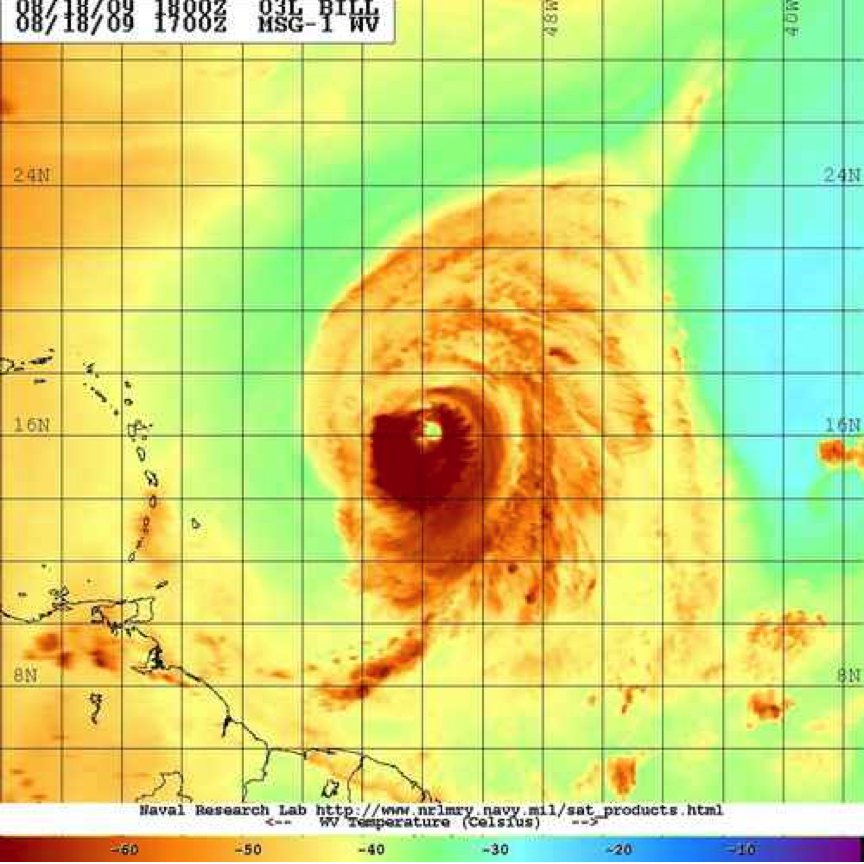 08/18/09 1800Z 03L BILL
08/18/09 1700Z MSG-1 WV
48W 40W
24N 24N
16N 16N
8N 8N
Naval Research Lab http://www.nrlmry.navy.mil/sat_products.html
<-- WV Temperature (Celsius) -->
-60 -50 -40 -30 -20 -10